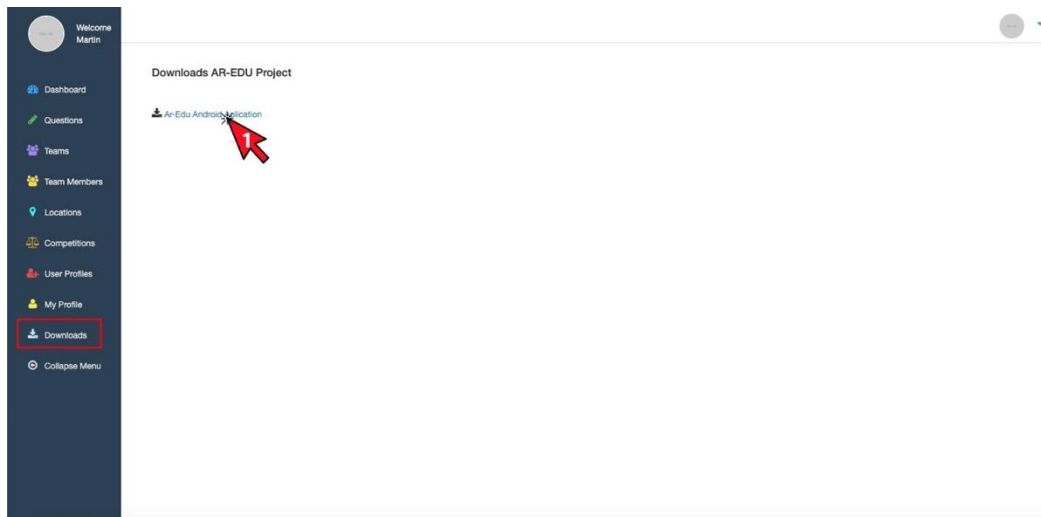 Welcome
Martin
Dashboard
Questions
Teams
Team Members
Locations
Competitions
User Profiles
My Profile
Downloads
Collapse Menu
Downloads AR-EDU Project
Ar-Edu Android
1